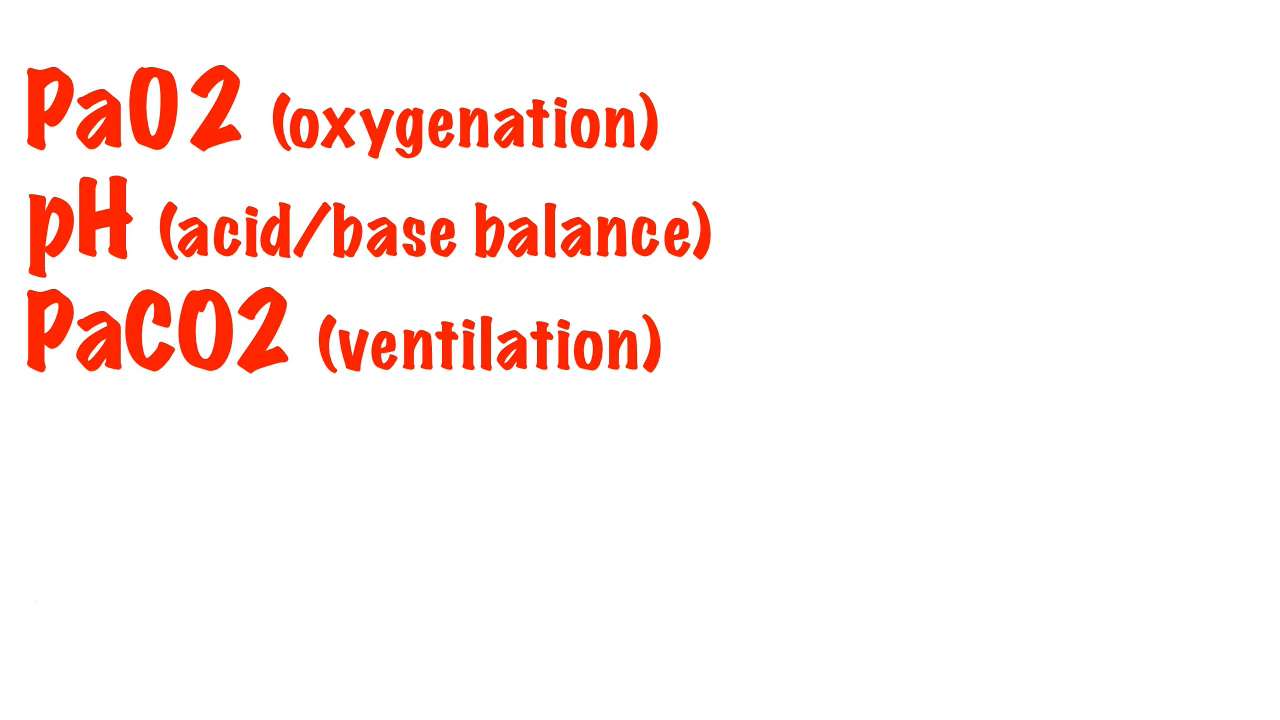 PaO2 (oxygenation)
pH (acid/base balance)
PaCO2 (ventilation)